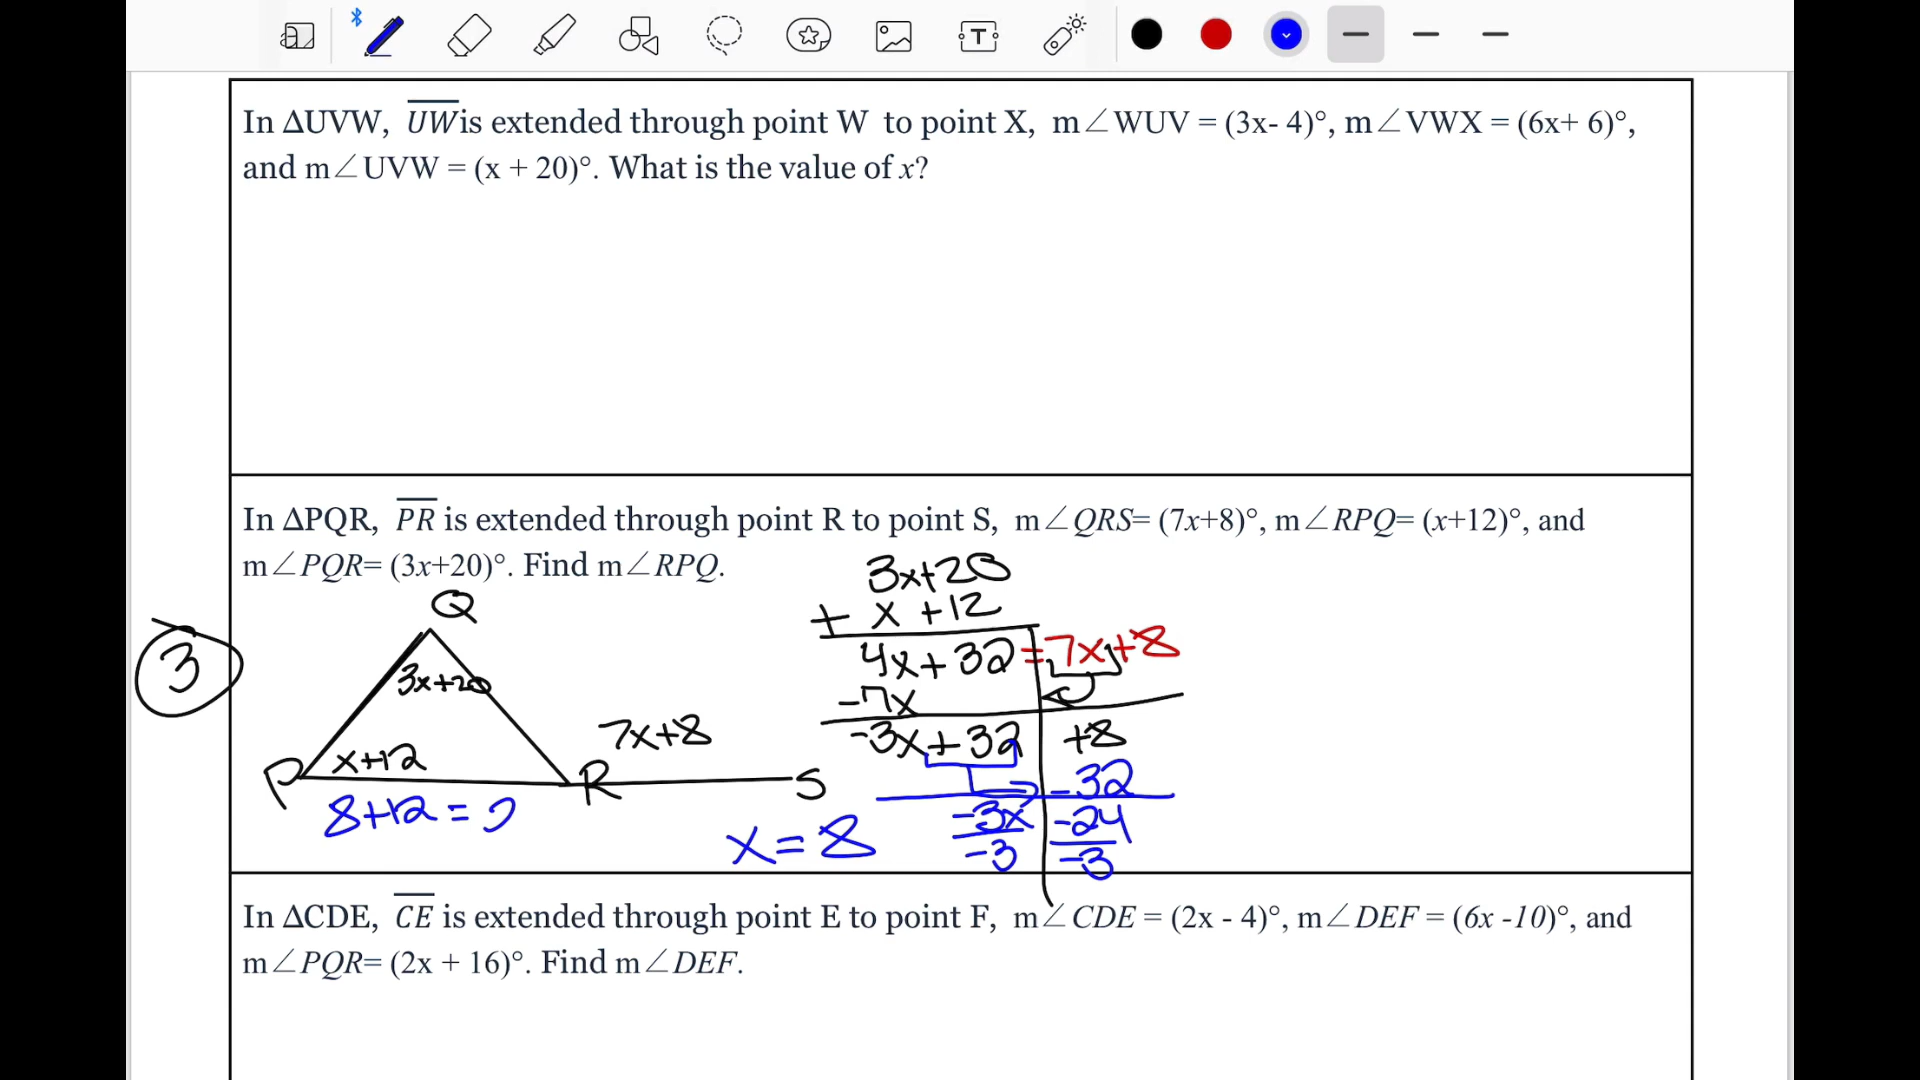 In ΔUVW, UW is extended through point W to point X, m∠WUV = (3x- 4)°, m∠VWX = (6x+ 6)°,
and m∠UVW = (x + 20)°. What is the value of x?
In ΔPQR, PR is extended through point R to point S, m∠QRS= (7x+8)°, m∠RPQ= (x+12)°, and
m∠PQR= (3x+20)°. Find m∠RPQ.
3
Q
3x+20
P
x+12
R
7x+8
S
8+12 =
x = 8
3x+20
+ x +12
4x+32 = 7x+8
-7x
-3x+32 +8
-32
-3x -24
-3 -3
In ΔCDE, CE is extended through point E to point F, m∠CDE = (2x - 4)°, m∠DEF = (6x -10)°, and
m∠PQR= (2x + 16)°. Find m∠DEF.